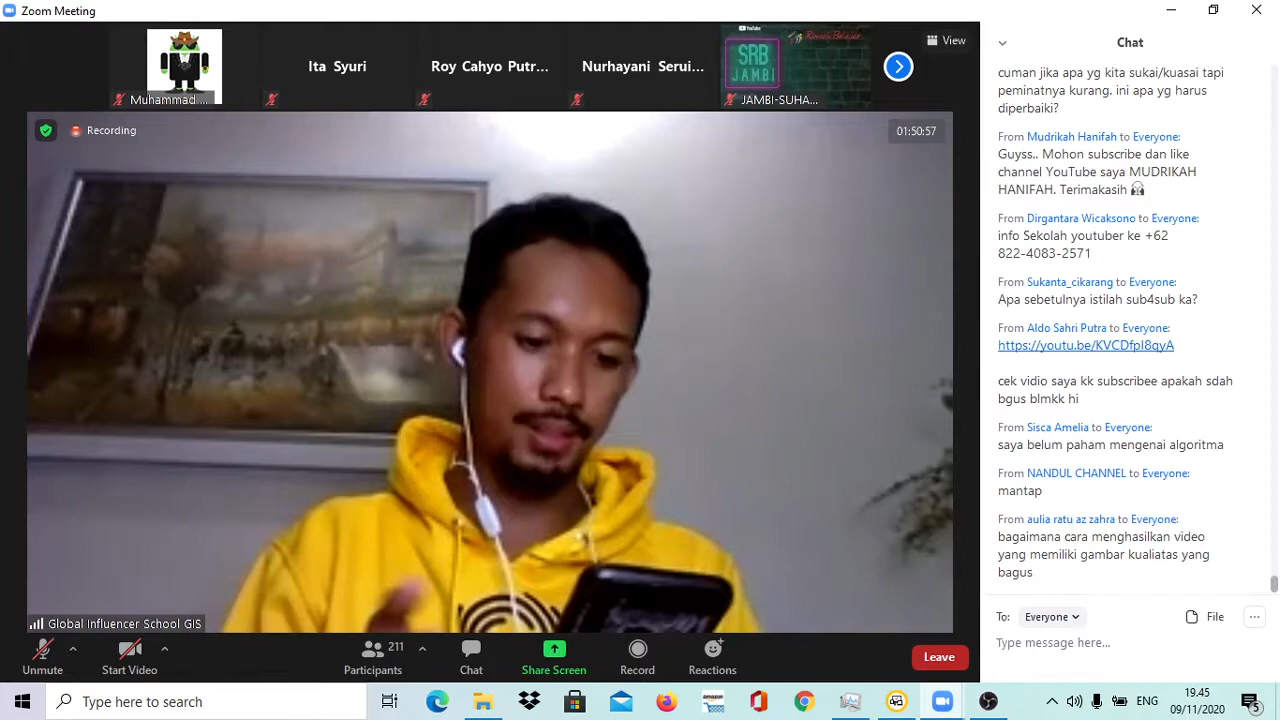 Zoom Meeting
Muhammad ...
Ita Syuri
Roy Cahyo Putr...
Nurhayani Serui...
YouTube
Rumah Belajar
SRB
JAMBI
JAMBI-SUHA...
View
Recording
01:50:57
Global Influencer School GIS
Unmute
Start Video
211
Participants
Chat
Share Screen
Record
Reactions
Leave
Chat
cuman jika apa yg kita sukai/kuasai tapi
peminatnya kurang. ini apa yg harus
diperbaiki?
From Mudrikah Hanifah to Everyone:
Guyss.. Mohon subscribe dan like
channel YouTube saya MUDRIKAH
HANIFAH. Terimakasih
From Dirgantara Wicaksono to Everyone:
info Sekolah youtuber ke +62
822-4083-2571
From Sukanta_cikarang to Everyone:
Apa sebetulnya istilah sub4sub ka?
From Aldo Sahri Putra to Everyone:
https://youtu.be/KVCDfpI8qyA
cek vidio saya kk subscribee apakah sdah
bgus blmkk hi
From Sisca Amelia to Everyone:
saya belum paham mengenai algoritma
From NANDUL CHANNEL to Everyone:
mantap
From aulia ratu az zahra to Everyone:
bagaimana cara menghasilkan video
yang memiliki gambar kualiatas yang
bagus
To: Everyone
File
Type message here...
Type here to search
ENG
19.45
09/11/2020
5